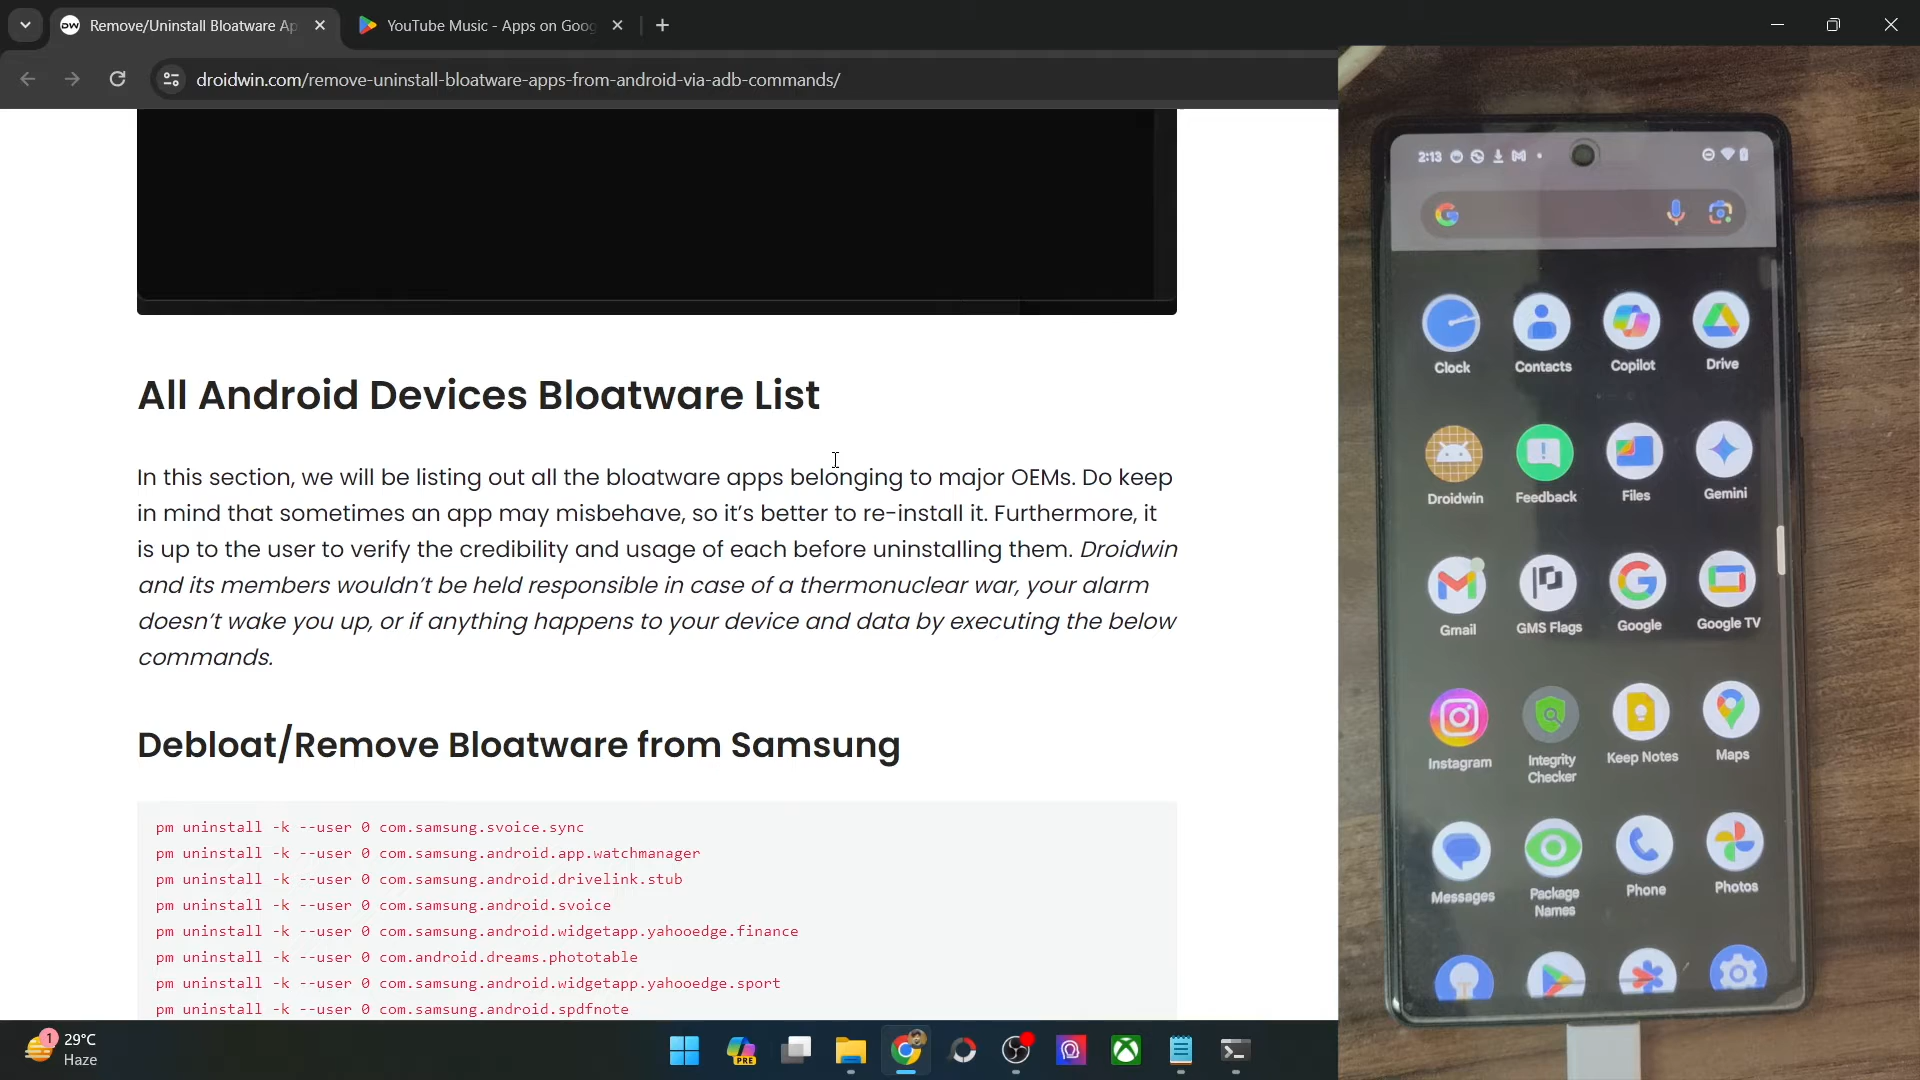 Remove/Uninstall Bloatware Ap
YouTube Music - Apps on Goog
droidwin.com/remove-uninstall-bloatware-apps-from-android-via-adb-commands/
All Android Devices Bloatware List
In this section, we will be listing out all the bloatware apps belonging to major OEMs. Do keep
in mind that sometimes an app may misbehave, so it's better to re-install it. Furthermore, it
is up to the user to verify the credibility and usage of each before uninstalling them. Droidwin
and its members wouldn't be held responsible in case of a thermonuclear war, your alarm
doesn't wake you up, or if anything happens to your device and data by executing the below
commands.
Debloat/Remove Bloatware from Samsung
pm uninstall -k --user 0 com.samsung.svoice.sync
pm uninstall -k --user 0 com.samsung.android.app.watchmanager
pm uninstall -k --user 0 com.samsung.android.drivelink.stub
pm uninstall -k --user 0 com.samsung.android.svoice
pm uninstall -k --user 0 com.samsung.android.widgetapp.yahooedge.finance
pm uninstall -k --user 0 com.android.dreams.phototable
pm uninstall -k --user 0 com.samsung.android.widgetapp.yahooedge.sport
pm uninstall -k --user 0 com.samsung.android.spdfnote
1
29°C
Haze
PRE
2:13
Clock
Contacts
Copilot
Drive
Droidwin
Feedback
Files
Gemini
Gmail
GMS Flags
Google
Google TV
Instagram
Integrity
Checker
Keep Notes
Maps
Messages
Package
Names
Phone
Photos